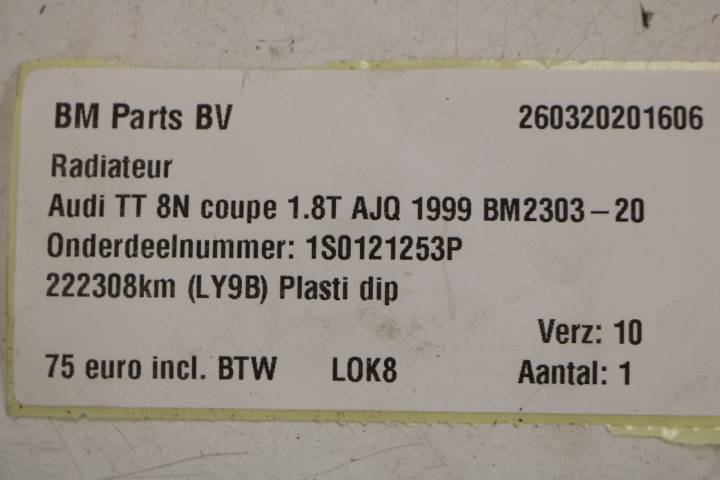 BM Parts BV 260320201606
Radiateur
Audi TT 8N coupe 1.8T AJQ 1999 BM2303-20
Onderdeelnummer: 1S0121253P
222308km (LY9B) Plasti dip
Verz: 10
75 euro incl. BTW LOK8 Aantal: 1